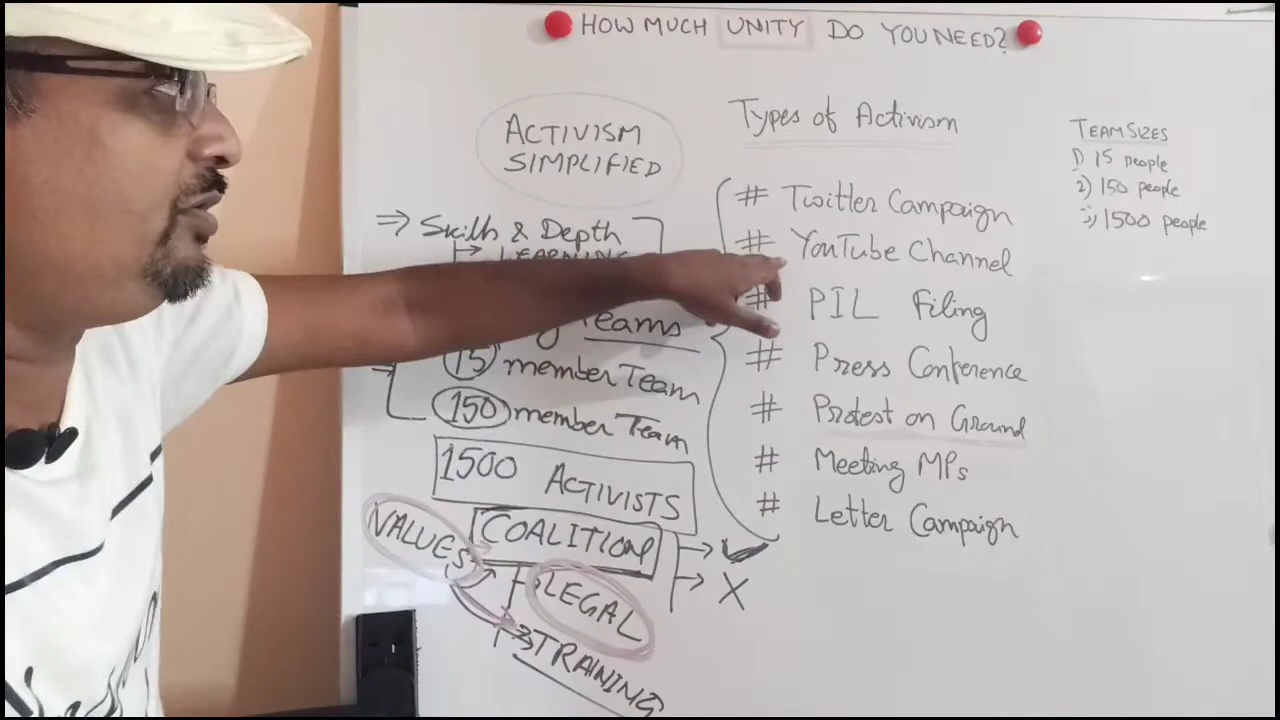 HOW MUCH UNITY DO YOU NEED?
ACTIVISM
SIMPLIFIED
⇒ Skills & Depth
LEARNING
Teams
15 member Team
150 member Team
1500 ACTIVISTS
COALITION
VALUES
LEGAL
TRAINING
X
Types of Activism
# Twitter Campaign
# YouTube Channel
# PIL Filing
# Press Conference
# Protest on Ground
# Meeting MPs
# Letter Campaign
TEAM SIZES
1) 15 people
2) 150 people
3) 1500 people